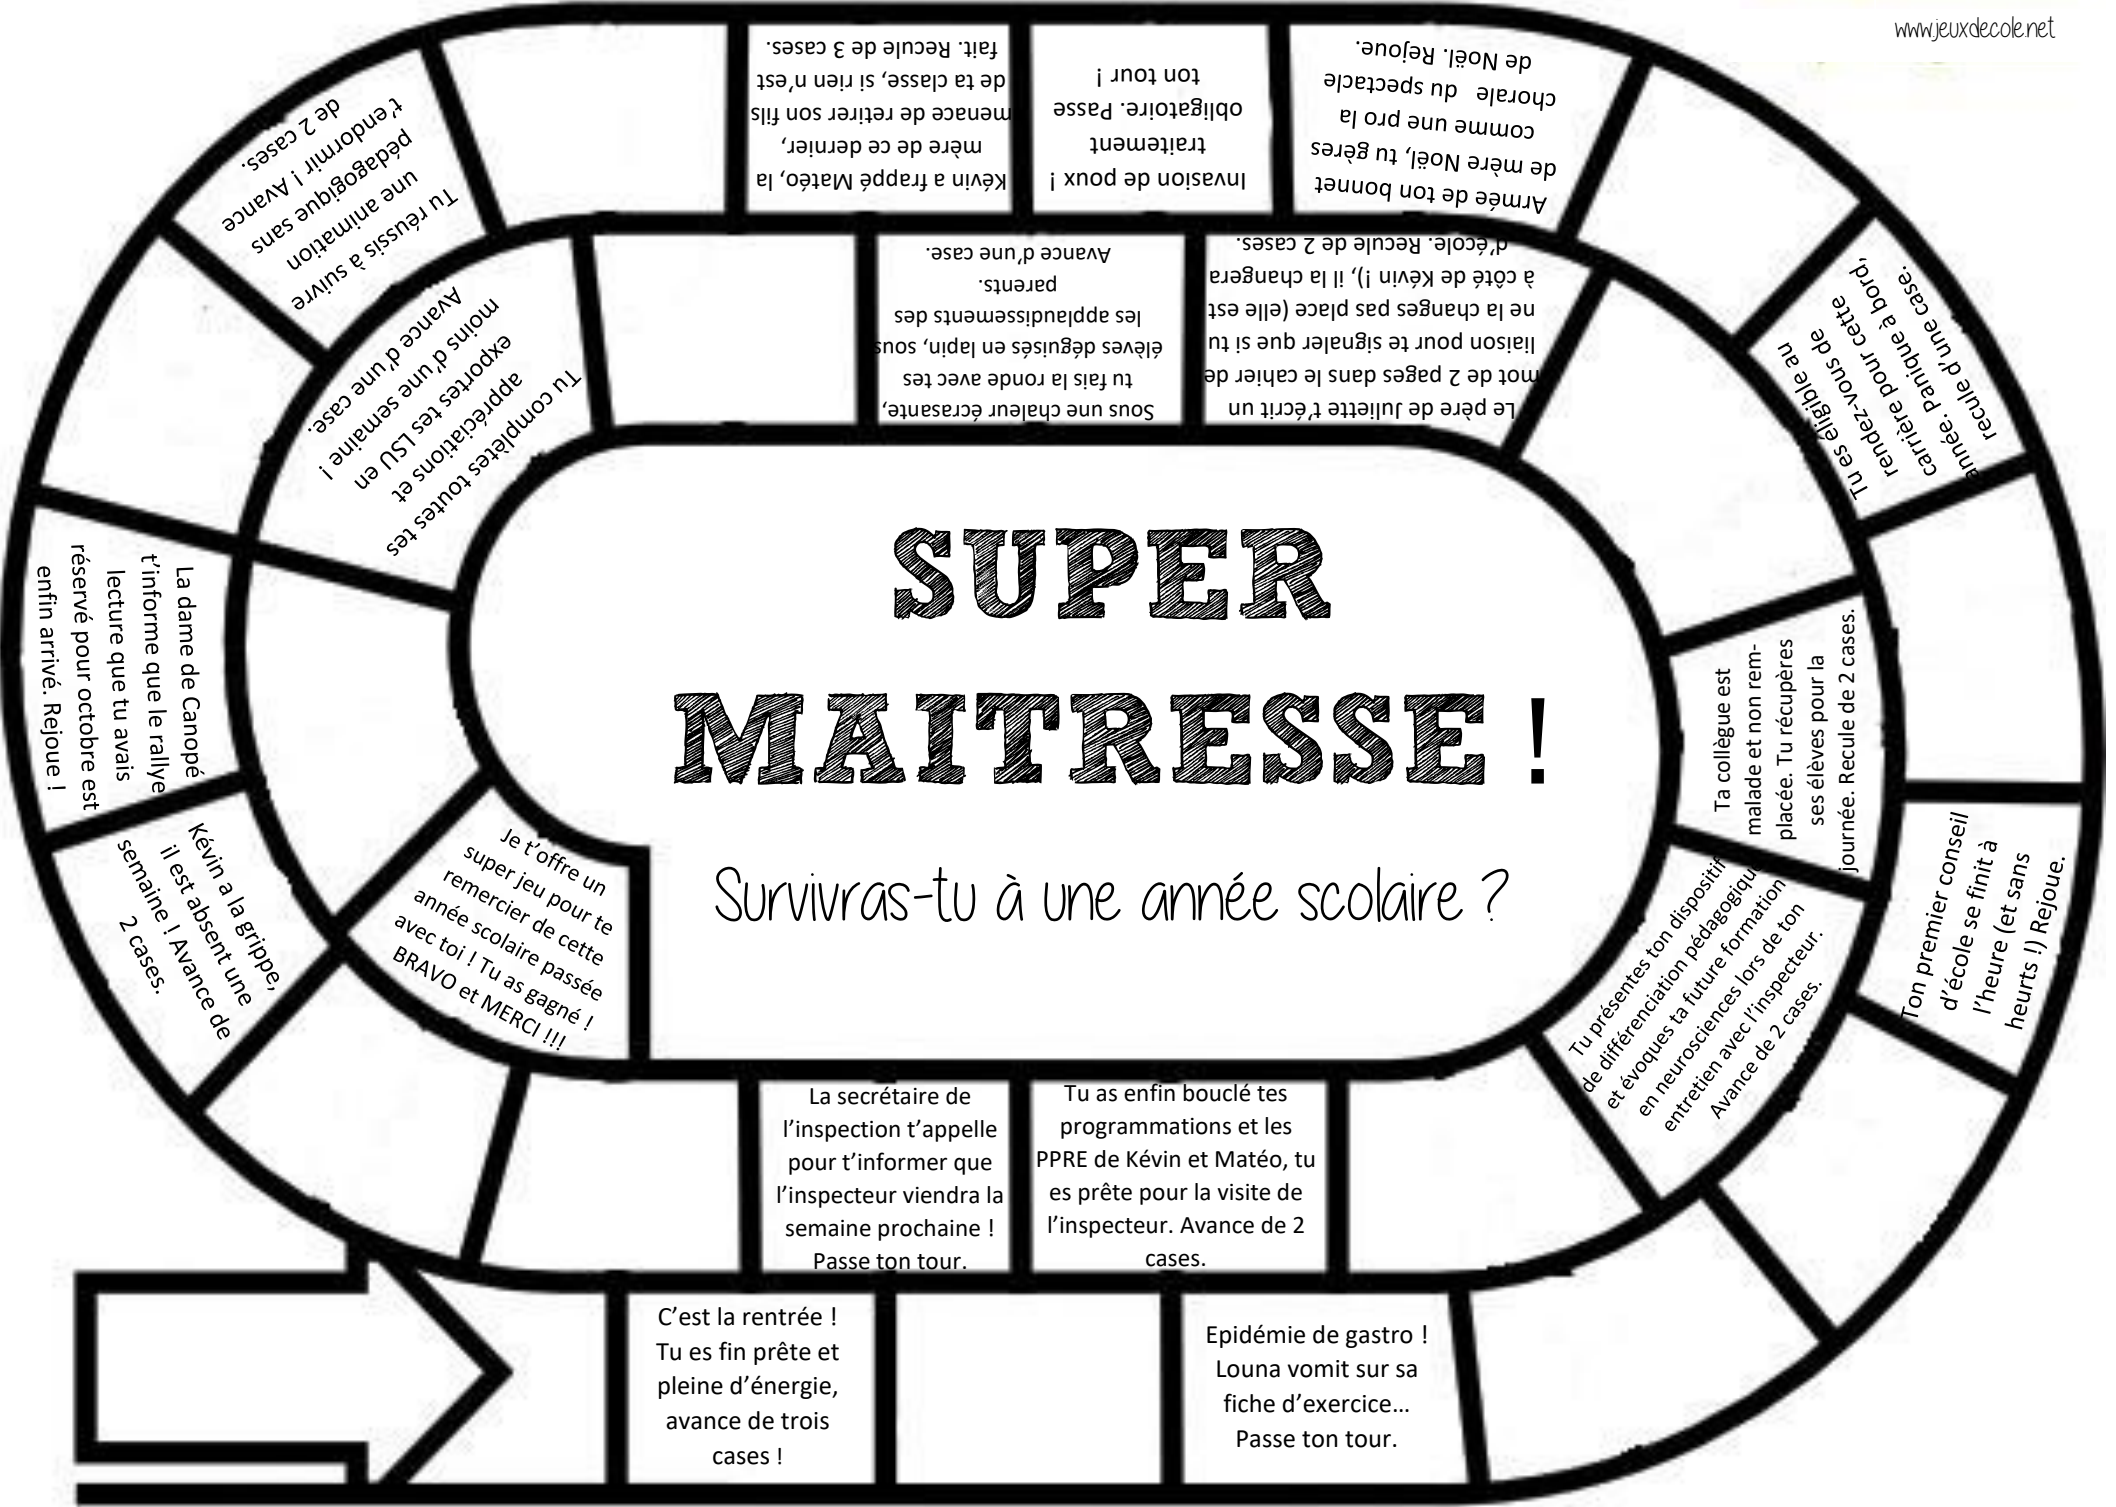 www.jeuxdecole.net
SUPER
MAITRESSE !
Survivras-tu à une année scolaire ?
C’est la rentrée !
Tu es fin prête et
pleine d’énergie,
avance de trois
cases !
Epidémie de gastro !
Louna vomit sur sa
fiche d’exercice…
Passe ton tour.
Ton premier conseil
d’école se finit à
l’heure (et sans
heurts !) Rejoue.
Tu es éligible au
rendez-vous de
carrière pour cette
année. Panique à bord,
recule d’une case.
Armée de ton bonnet
de mère Noël, tu gères
comme une pro la
chorale du spectacle
de Noël. Rejoue.
Invasion de poux !
traitement
obligatoire. Passe
ton tour !
Kévin a frappé Matéo, la
mère de ce dernier,
menace de retirer son fils
de ta classe, si rien n’est
fait. Recule de 3 cases.
Tu réussis à suivre
une animation
pédagogique sans
t’endormir ! Avance
de 2 cases.
La dame de Canopé
t’informe que le rallye
lecture que tu avais
réservé pour octobre est
enfin arrivé. Rejoue !
Kévin a la grippe,
il est absent une
semaine ! Avance de
2 cases.
La secrétaire de
l’inspection t’appelle
pour t’informer que
l’inspecteur viendra la
semaine prochaine !
Passe ton tour.
Tu as enfin bouclé tes
programmations et les
PPRE de Kévin et Matéo, tu
es prête pour la visite de
l’inspecteur. Avance de 2
cases.
Tu présentes ton dispositif
de différenciation pédagogique
et évoques ta future formation
en neurosciences lors de ton
entretien avec l’inspecteur.
Avance de 2 cases.
Ta collègue est
malade et non rem-
placée. Tu récupères
ses élèves pour la
journée. Recule de 2 cases.
Le père de Juliette t’écrit un
mot de 2 pages dans le cahier de
liaison pour te signaler que si tu
ne la changes pas place (elle est
à côté de Kévin !), il la changera
d’école. Recule de 2 cases.
Sous une chaleur écrasante,
tu fais la ronde avec tes
élèves déguisés en lapin, sous
les applaudissements des
parents.
Avance d’une case.
Tu complètes toutes tes
appréciations et
exportes tes LSU en
moins d’une semaine !
Avance d’une case.
Je t’offre un
super jeu pour te
remercier de cette
année scolaire passée
avec toi ! Tu as gagné !
BRAVO et MERCI !!!